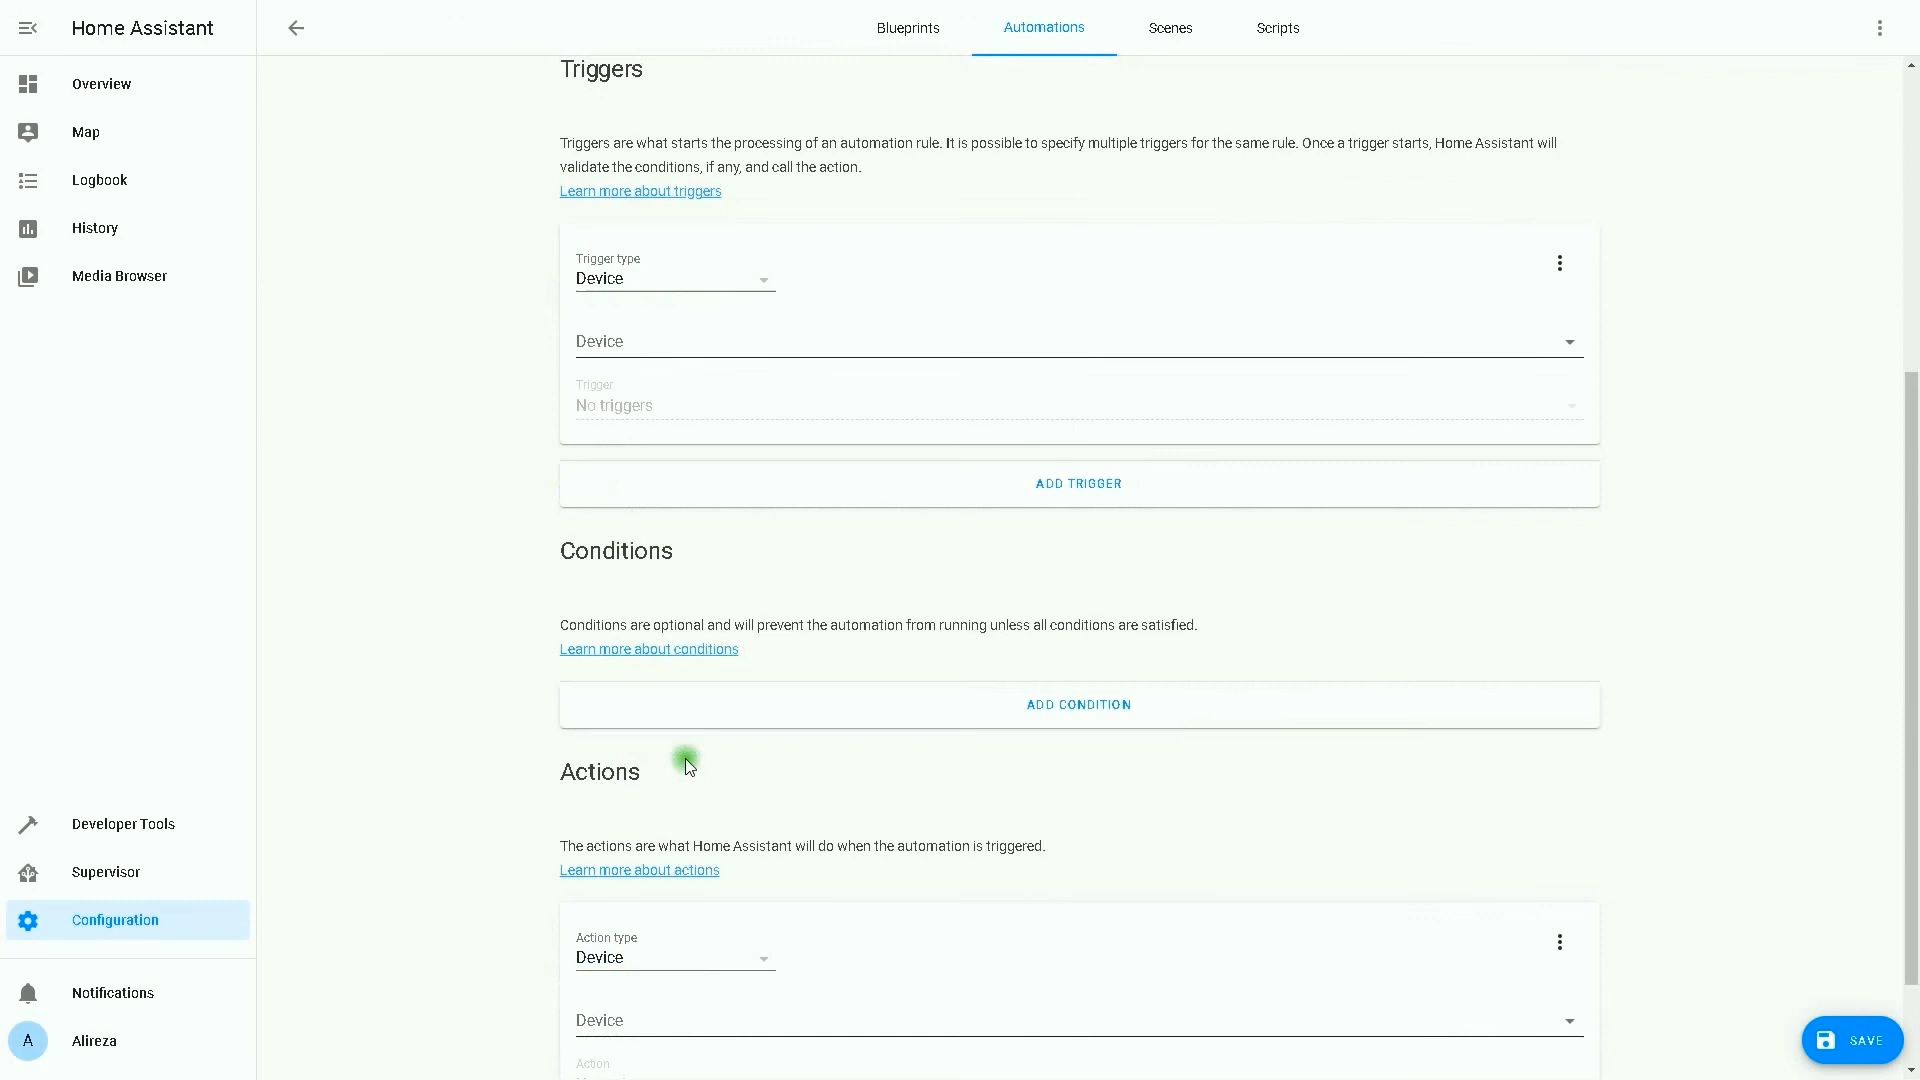 Home Assistant
Blueprints
Automations
Scenes
Scripts
Overview
Map
Logbook
History
Media Browser
Developer Tools
Supervisor
Configuration
Notifications
A
Alireza
Triggers
Triggers are what starts the processing of an automation rule. It is possible to specify multiple triggers for the same rule. Once a trigger starts, Home Assistant will
validate the conditions, if any, and call the action.
Learn more about triggers
Trigger type
Device
Device
Trigger
No triggers
ADD TRIGGER
Conditions
Conditions are optional and will prevent the automation from running unless all conditions are satisfied.
Learn more about conditions
ADD CONDITION
Actions
The actions are what Home Assistant will do when the automation is triggered.
Learn more about actions
Action type
Device
Device
Action
SAVE